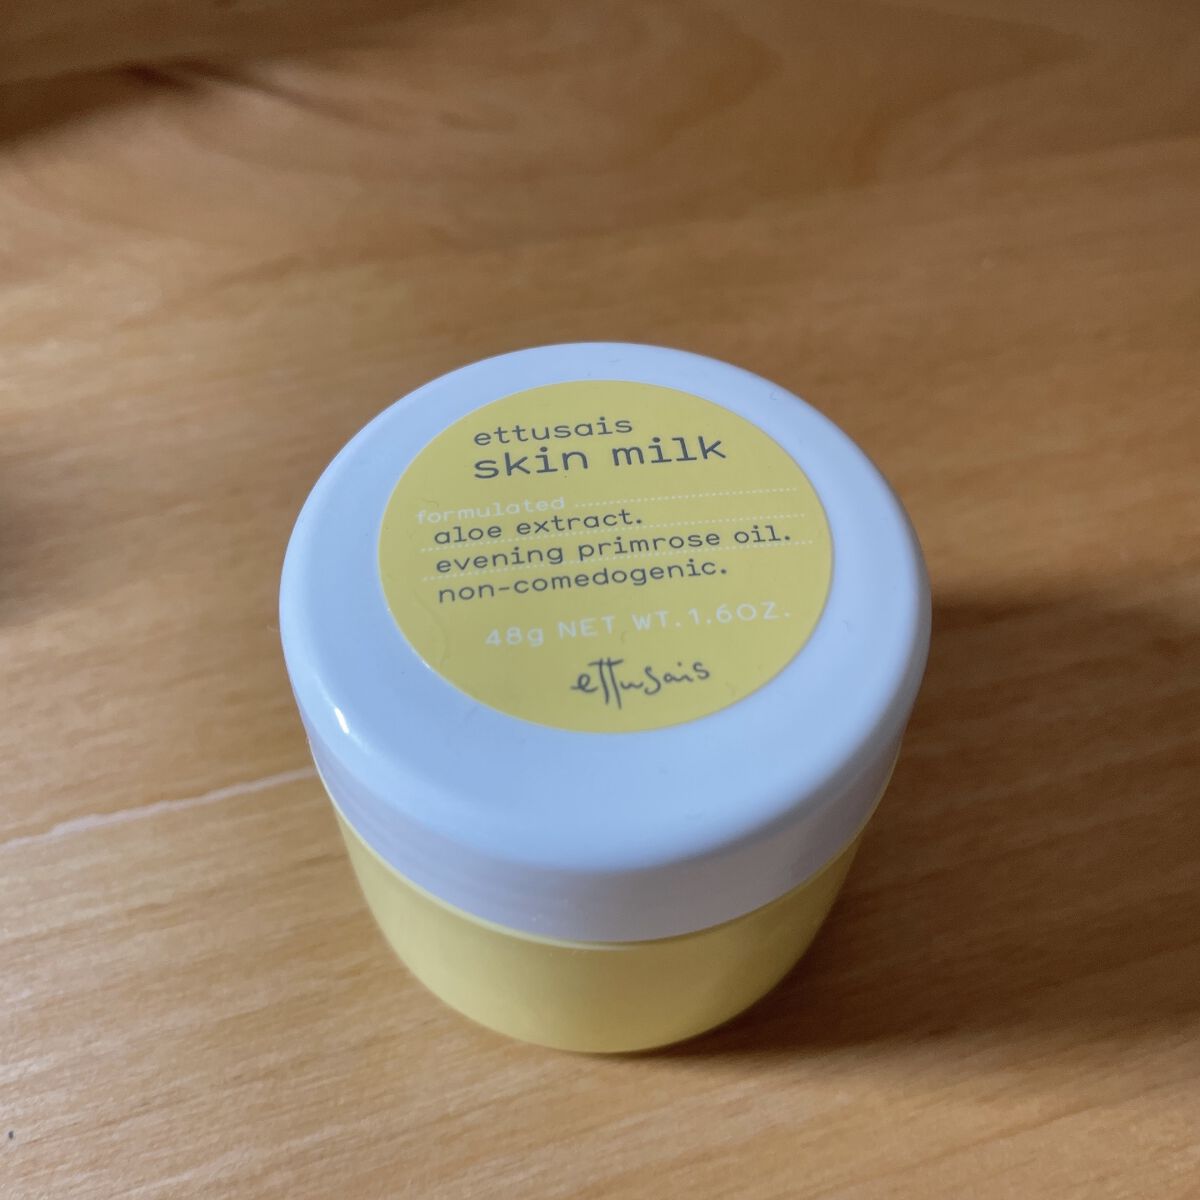 ettusais
skin milk
formulated
aloe extract.
evening primrose oil.
non-comedogenic.
48g NET WT.1.6OZ.
ettusais